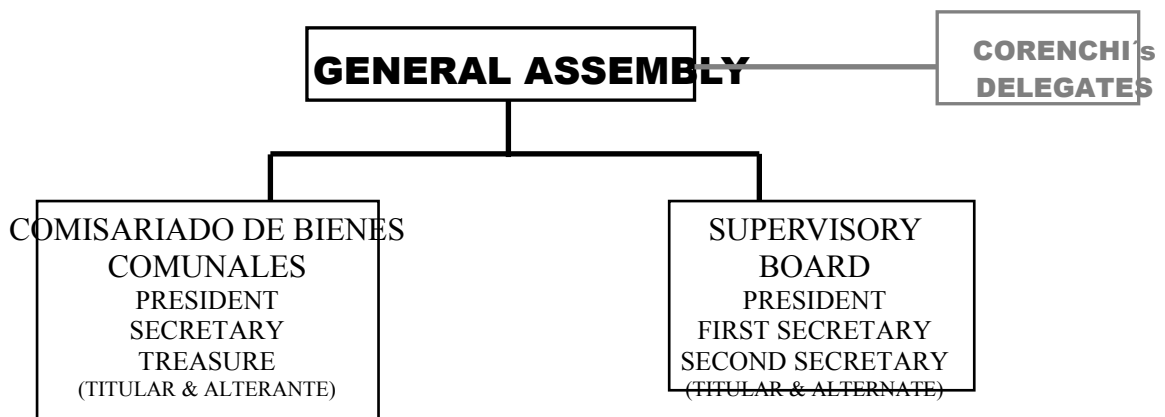 GENERAL ASSEMBLY
CORENCHI´s
DELEGATES
COMISARIADO DE BIENES
COMUNALES
PRESIDENT
SECRETARY
TREASURE
(TITULAR & ALTERANTE)
SUPERVISORY
BOARD
PRESIDENT
FIRST SECRETARY
SECOND SECRETARY
(TITULAR & ALTERNATE)